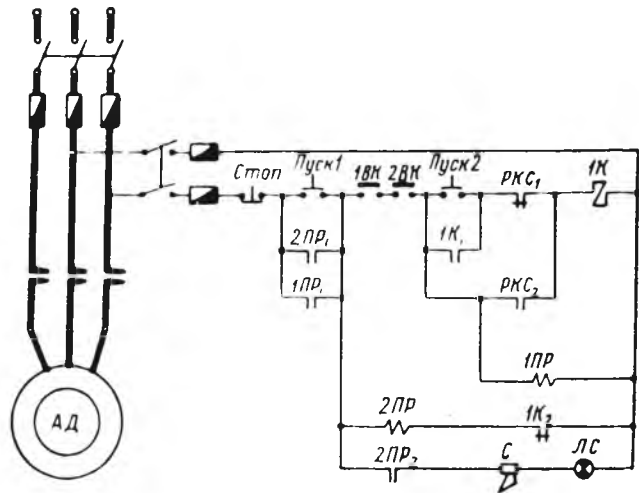 Стоп
Пуск1
1ВК
2ВК
Пуск2
РКС₁
1К
2ПР₁
1К₁
1ПР₁
РКС₂
1ПР
2ПР
1К₂
2ПР₂
С
ЛС
АД